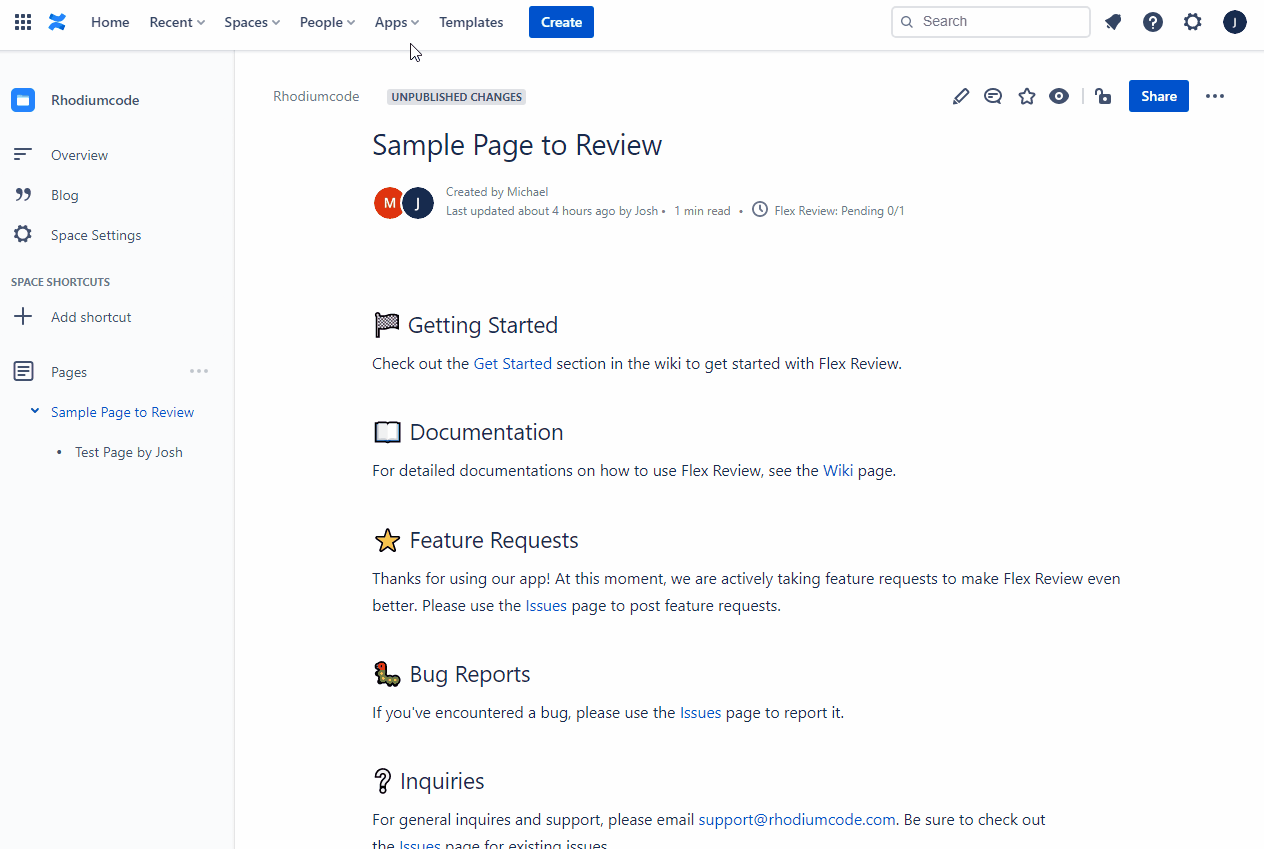 Home Recent Spaces People Apps Templates Create Search J
Rhodiumcode
Overview
Blog
Space Settings
SPACE SHORTCUTS
Add shortcut
Pages
Sample Page to Review
• Test Page by Josh
Rhodiumcode UNPUBLISHED CHANGES Share
Sample Page to Review
M J
Created by Michael
Last updated about 4 hours ago by Josh • 1 min read • Flex Review: Pending 0/1
Getting Started
Check out the Get Started section in the wiki to get started with Flex Review.
Documentation
For detailed documentations on how to use Flex Review, see the Wiki page.
Feature Requests
Thanks for using our app! At this moment, we are actively taking feature requests to make Flex Review even
better. Please use the Issues page to post feature requests.
Bug Reports
If you've encountered a bug, please use the Issues page to report it.
Inquiries
For general inquires and support, please email support@rhodiumcode.com. Be sure to check out
the Issues page for existing issues.